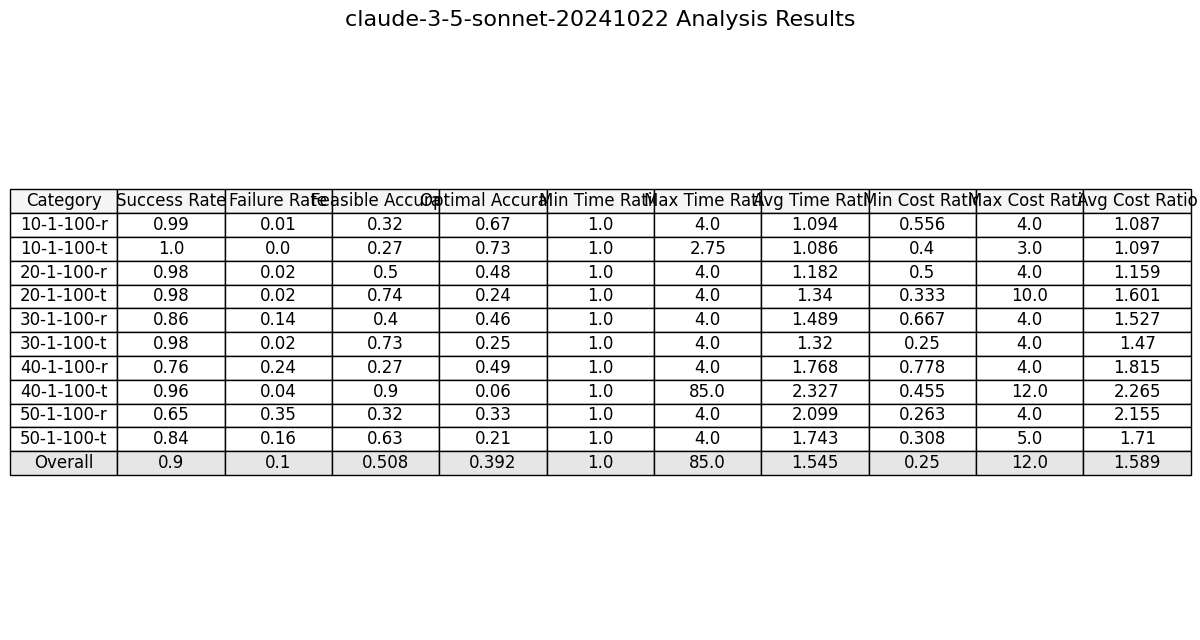 claude-3-5-sonnet-20241022 Analysis Results
Category Success Rate Failure Rate Feasible Accura Optimal Accura Min Time Rati Max Time Rati Avg Time Rati Min Cost Rati Max Cost Rati Avg Cost Ratio
10-1-100-r 0.99 0.01 0.32 0.67 1.0 4.0 1.094 0.556 4.0 1.087
10-1-100-t 1.0 0.0 0.27 0.73 1.0 2.75 1.086 0.4 3.0 1.097
20-1-100-r 0.98 0.02 0.5 0.48 1.0 4.0 1.182 0.5 4.0 1.159
20-1-100-t 0.98 0.02 0.74 0.24 1.0 4.0 1.34 0.333 10.0 1.601
30-1-100-r 0.86 0.14 0.4 0.46 1.0 4.0 1.489 0.667 4.0 1.527
30-1-100-t 0.98 0.02 0.73 0.25 1.0 4.0 1.32 0.25 4.0 1.47
40-1-100-r 0.76 0.24 0.27 0.49 1.0 4.0 1.768 0.778 4.0 1.815
40-1-100-t 0.96 0.04 0.9 0.06 1.0 85.0 2.327 0.455 12.0 2.265
50-1-100-r 0.65 0.35 0.32 0.33 1.0 4.0 2.099 0.263 4.0 2.155
50-1-100-t 0.84 0.16 0.63 0.21 1.0 4.0 1.743 0.308 5.0 1.71
Overall 0.9 0.1 0.508 0.392 1.0 85.0 1.545 0.25 12.0 1.589